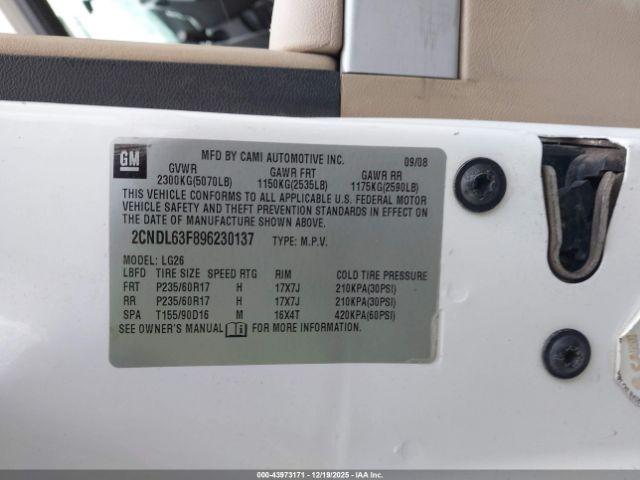 GM
MFD BY CAMI AUTOMOTIVE INC. 09/08
GVWR GAWR FRT GAWR RR
2300KG(5070LB) 1150KG(2535LB) 1175KG(2590LB)
THIS VEHICLE CONFORMS TO ALL APPLICABLE U.S. FEDERAL MOTOR
VEHICLE SAFETY AND THEFT PREVENTION STANDARDS IN EFFECT ON
THE DATE OF MANUFACTURE SHOWN ABOVE.
2CNDL63F896230137 TYPE: M.P.V.
MODEL: LG26
LBFD TIRE SIZE SPEED RTG RIM COLD TIRE PRESSURE
FRT P235/60R17 H 17X7J 210KPA(30PSI)
RR P235/60R17 H 17X7J 210KPA(30PSI)
SPA T155/90D16 M 16X4T 420KPA(60PSI)
SEE OWNER'S MANUAL FOR MORE INFORMATION.
000-43973171 - 12/19/2025 - IAACAP